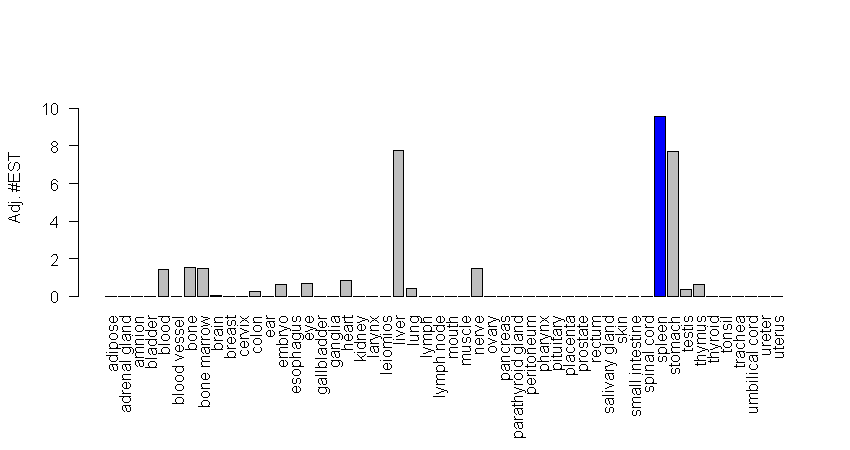 Adj. #EST
10
8
6
4
2
0
adipose
adrenal gland
amnion
bladder
blood
blood vessel
bone
bone marrow
brain
breast
cervix
colon
ear
embryo
esophagus
eye
gallbladder
ganglia
heart
kidney
larynx
leiomios
liver
lung
lymph
lymph node
mouth
muscle
nerve
ovary
pancreas
parathyroid gland
peritoneum
pharynx
pituitary
placenta
prostate
rectum
salivary gland
skin
small intestine
spinal cord
spleen
stomach
testis
thymus
thyroid
tonsil
trachea
umbilical cord
ureter
uterus